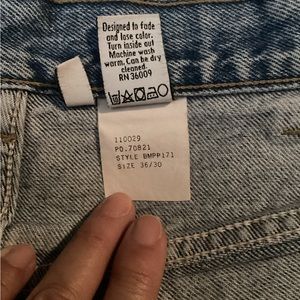 Designed to fade
and lose color.
Turn inside out
Machine wash
warm. Can be dry
cleaned.
RN 36009
110029
PO.70821
STYLE BMPP171
SIZE 36/30